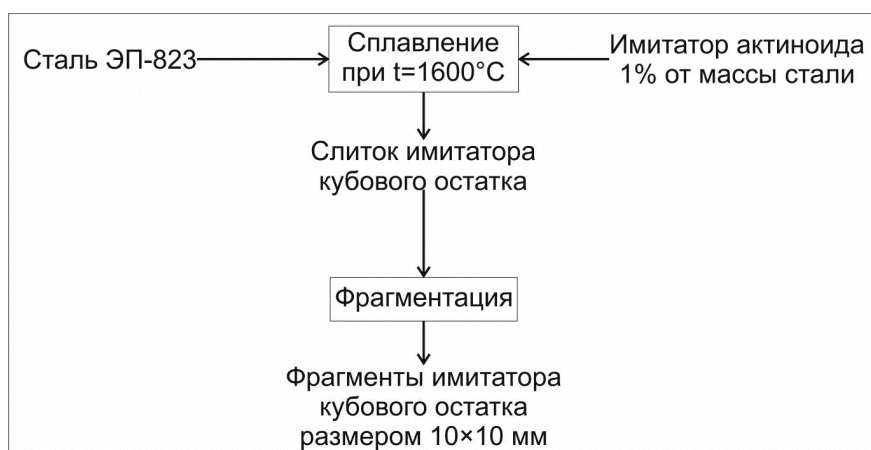 Сталь ЭП-823
Сплавление
при t=1600°C
Имитатор актиноида
1% от массы стали
Слиток имитатора
кубового остатка
Фрагментация
Фрагменты имитатора
кубового остатка
размером 10×10 мм